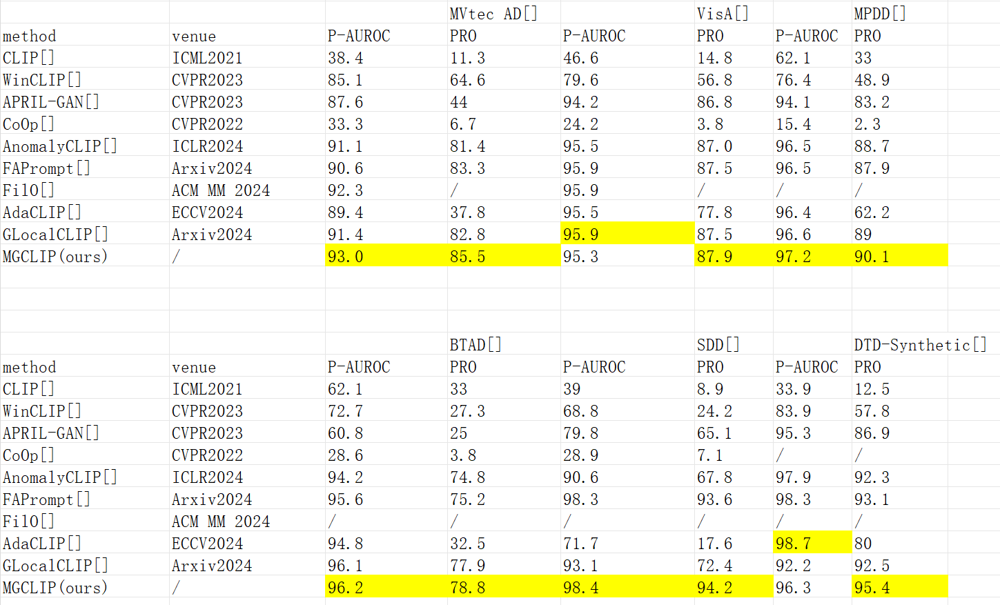 MVtec AD[] VisA[] MPDD[]
method venue P-AUROC PRO P-AUROC PRO P-AUROC PRO
CLIP[] ICML2021 38.4 11.3 46.6 14.8 62.1 33
WinCLIP[] CVPR2023 85.1 64.6 79.6 56.8 76.4 48.9
APRIL-GAN[] CVPR2023 87.6 44 94.2 86.8 94.1 83.2
CoOp[] CVPR2022 33.3 6.7 24.2 3.8 15.4 2.3
AnomalyCLIP[] ICLR2024 91.1 81.4 95.5 87.0 96.5 88.7
FAPrompt[] Arxiv2024 90.6 83.3 95.9 87.5 96.5 87.9
FilO[] ACM MM 2024 92.3 / 95.9 / / /
AdaCLIP[] ECCV2024 89.4 37.8 95.5 77.8 96.4 62.2
GLocalCLIP[] Arxiv2024 91.4 82.8 95.9 87.5 96.6 89
MGCLIP(ours) / 93.0 85.5 95.3 87.9 97.2 90.1
BTAD[] SDD[] DTD-Synthetic[]
method venue P-AUROC PRO P-AUROC PRO P-AUROC PRO
CLIP[] ICML2021 62.1 33 39 8.9 33.9 12.5
WinCLIP[] CVPR2023 72.7 27.3 68.8 24.2 83.9 57.8
APRIL-GAN[] CVPR2023 60.8 25 79.8 65.1 95.3 86.9
CoOp[] CVPR2022 28.6 3.8 28.9 7.1 / /
AnomalyCLIP[] ICLR2024 94.2 74.8 90.6 67.8 97.9 92.3
FAPrompt[] Arxiv2024 95.6 75.2 98.3 93.6 98.3 93.1
FilO[] ACM MM 2024 / / / / / /
AdaCLIP[] ECCV2024 94.8 32.5 71.7 17.6 98.7 80
GLocalCLIP[] Arxiv2024 96.1 77.9 93.1 72.4 92.2 92.5
MGCLIP(ours) / 96.2 78.8 98.4 94.2 96.3 95.4